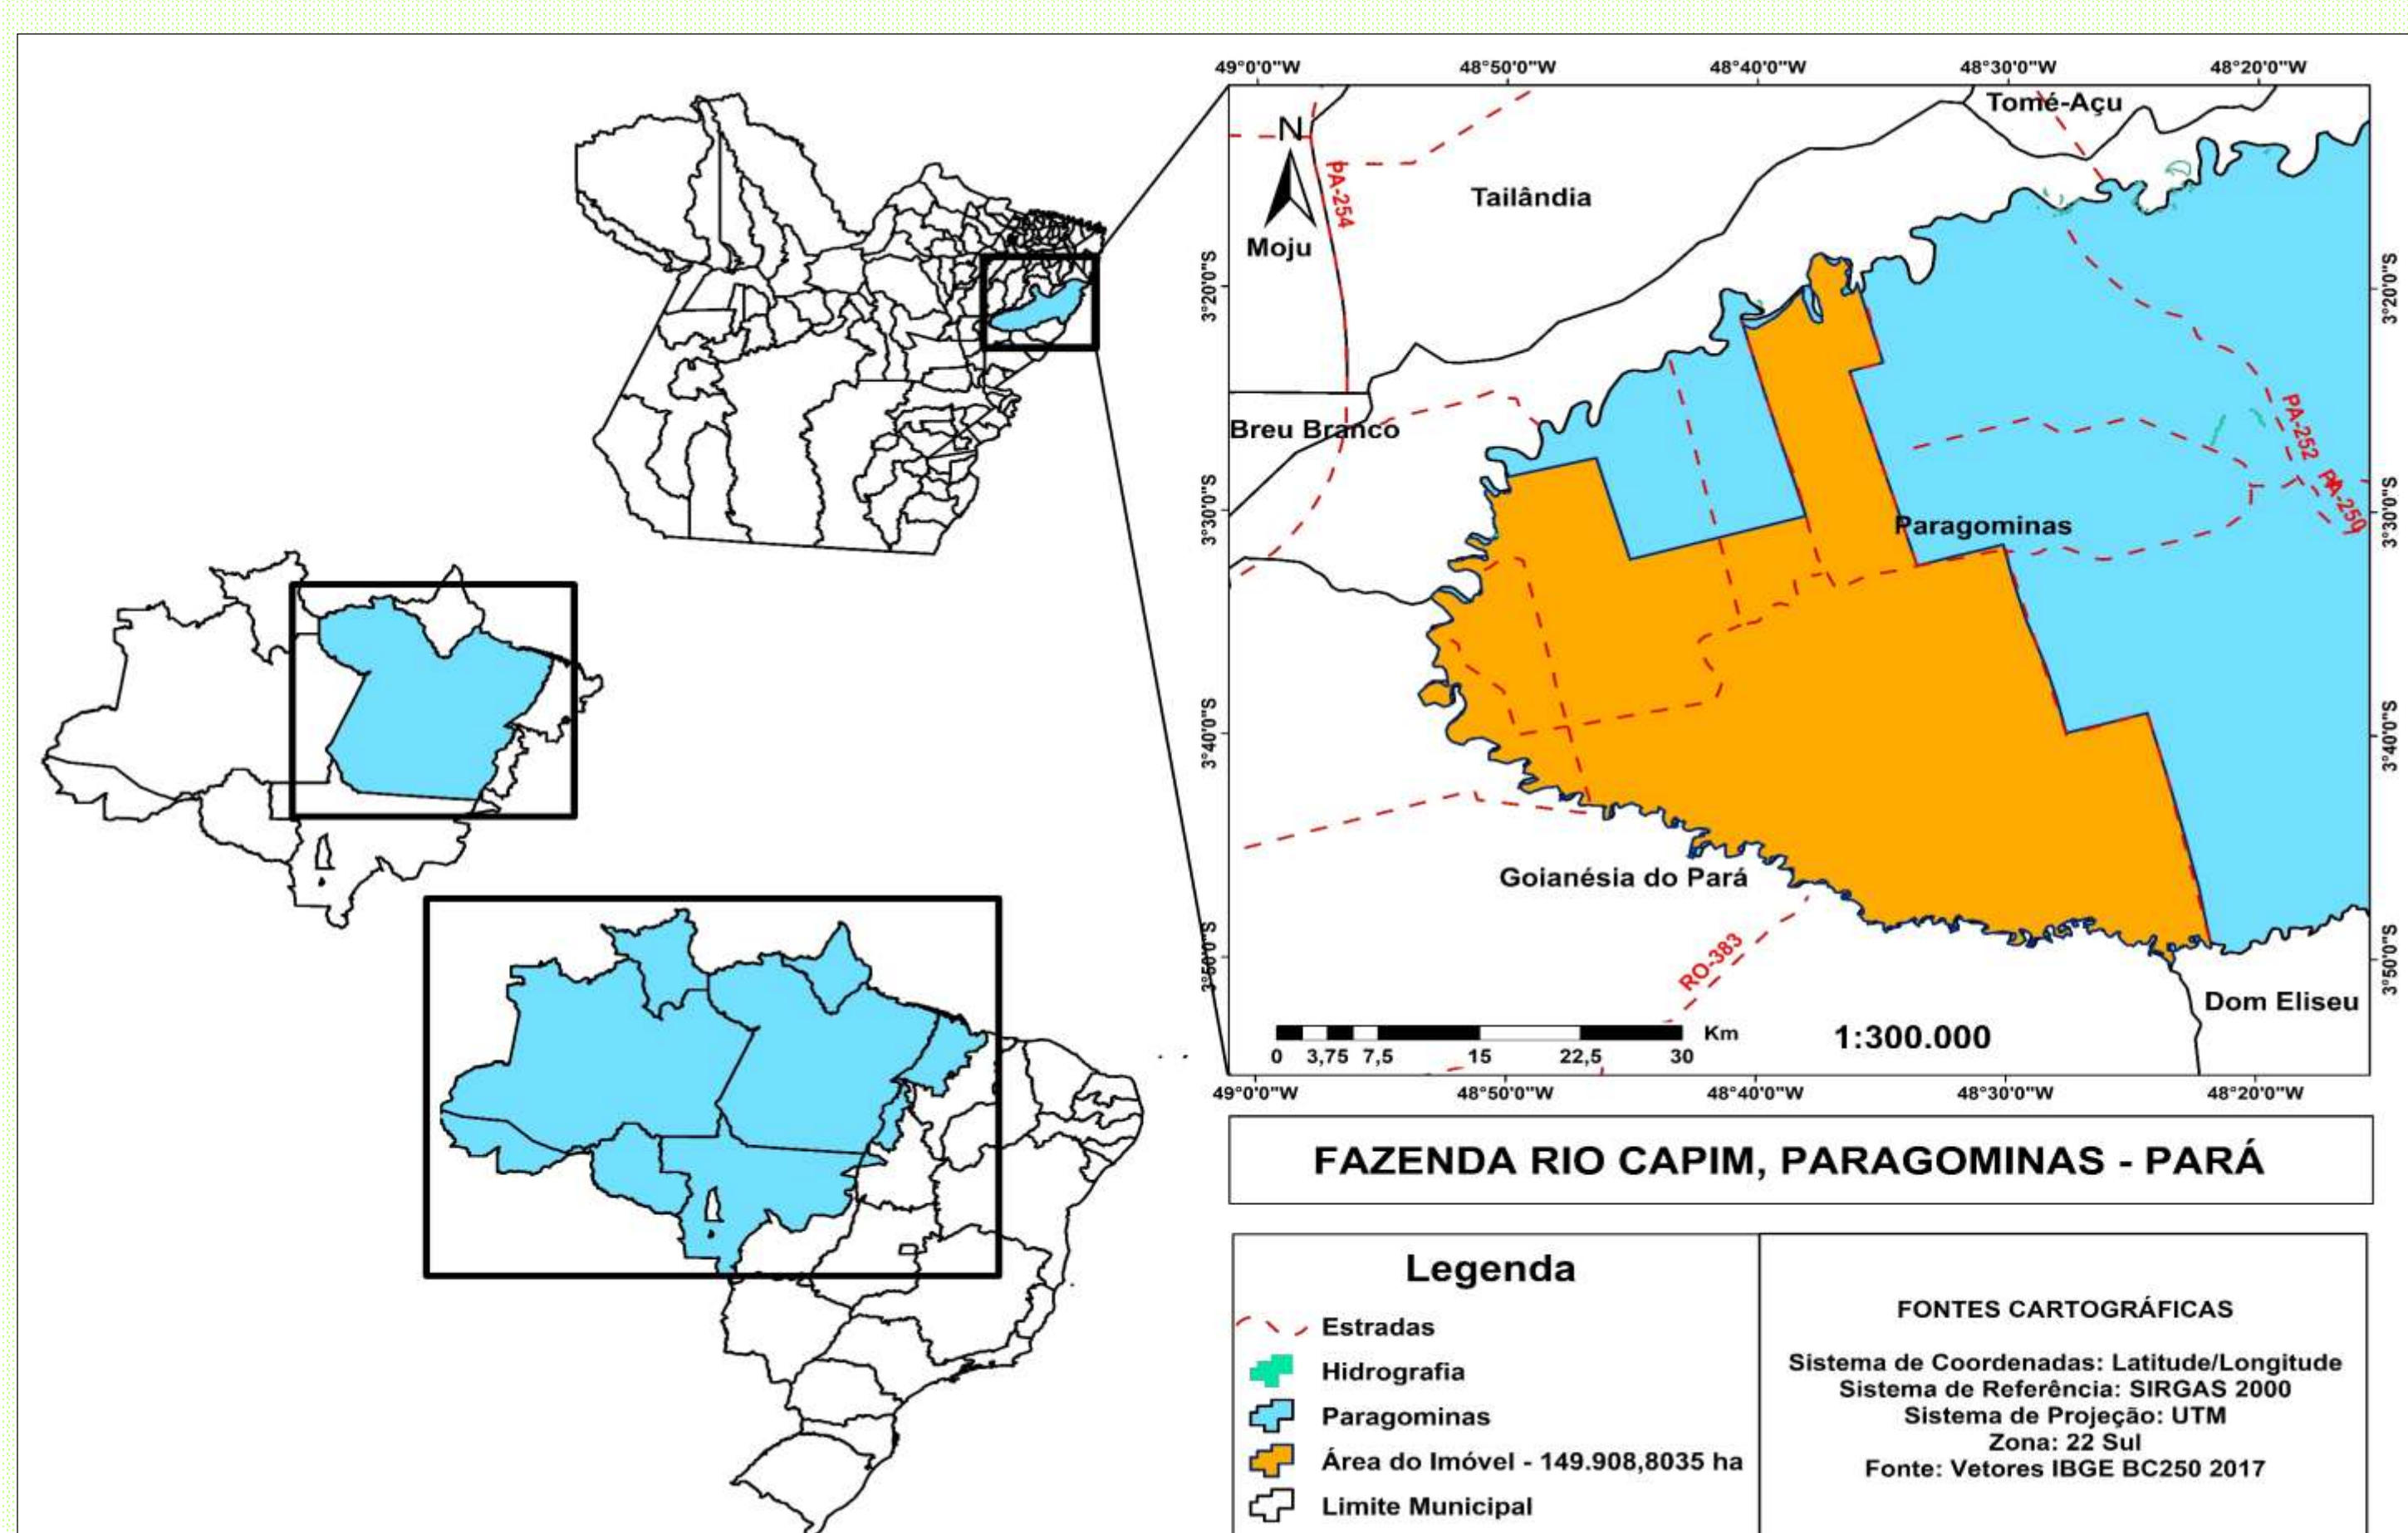 49°0'0"W 48°50'0"W 48°40'0"W 48°30'0"W 48°20'0"W
Tomé-Açu
N
PA-254
Tailândia
Moju
3°20'0"S 3°20'0"S
Breu Branco
PA-252
PA-250
3°30'0"S Paragominas 3°30'0"S
3°40'0"S 3°40'0"S
Goianésia do Pará
RO-383
3°50'0"S 3°50'0"S
Dom Eliseu
Km
0 3,75 7,5 15 22,5 30
1:300.000
49°0'0"W 48°50'0"W 48°40'0"W 48°30'0"W 48°20'0"W
FAZENDA RIO CAPIM, PARAGOMINAS - PARÁ
Legenda
Estradas
Hidrografia
Paragominas
Área do Imóvel - 149.908,8035 ha
Limite Municipal
FONTES CARTOGRÁFICAS
Sistema de Coordenadas: Latitude/Longitude
Sistema de Referência: SIRGAS 2000
Sistema de Projeção: UTM
Zona: 22 Sul
Fonte: Vetores IBGE BC250 2017